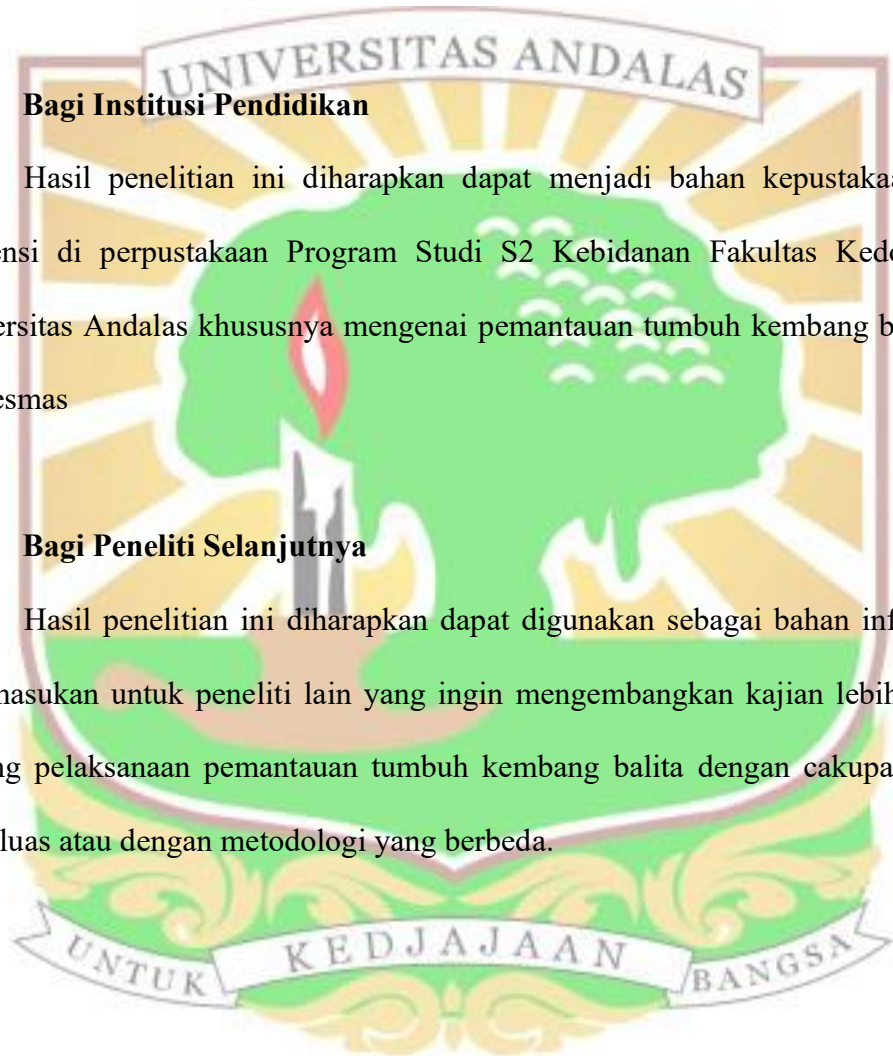 UNIVERSITAS ANDALAS
Bagi Institusi Pendidikan
Hasil penelitian ini diharapkan dapat menjadi bahan kepustakaa
ensi di perpustakaan Program Studi S2 Kebidanan Fakultas Kedo
ersitas Andalas khususnya mengenai pemantauan tumbuh kembang b
esmas
Bagi Peneliti Selanjutnya
Hasil penelitian ini diharapkan dapat digunakan sebagai bahan inf
masukan untuk peneliti lain yang ingin mengembangkan kajian lebih
ng pelaksanaan pemantauan tumbuh kembang balita dengan cakupa
luas atau dengan metodologi yang berbeda.
UNTUK KEDJAJAAN BANGSA